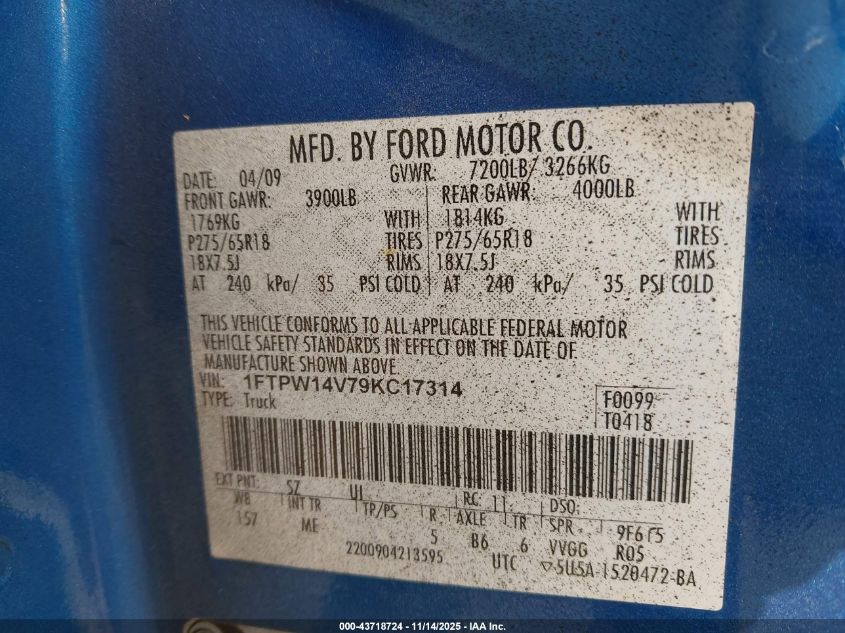 MFD. BY FORD MOTOR CO.
DATE: 04/09 GVWR: 7200LB/ 3266KG
FRONT GAWR: 3900LB REAR GAWR: 4000LB
1769KG WITH 1814KG WITH
P275/65R18 TIRES P275/65R18 TIRES
18X7.5J RIMS 18X7.5J RIMS
AT 240 kPa/ 35 PSI COLD AT 240 kPa/ 35 PSI COLD
THIS VEHICLE CONFORMS TO ALL APPLICABLE FEDERAL MOTOR
VEHICLE SAFETY STANDARDS IN EFFECT ON THE DATE OF
MANUFACTURE SHOWN ABOVE.
VIN: 1FTPW14V79KC17314
TYPE: Truck
F0099
T0418
EXT PNT: SZ UI RC: 11 DSO:
WB INT TR TP/PS R AXLE TR SPR 9F6F5
157 ME 5 B6 6 VVGG R05
2200904213595 UTC ▽5U5A-1520472-BA
000-43718724 — 11/14/2025 — IAA Inc.